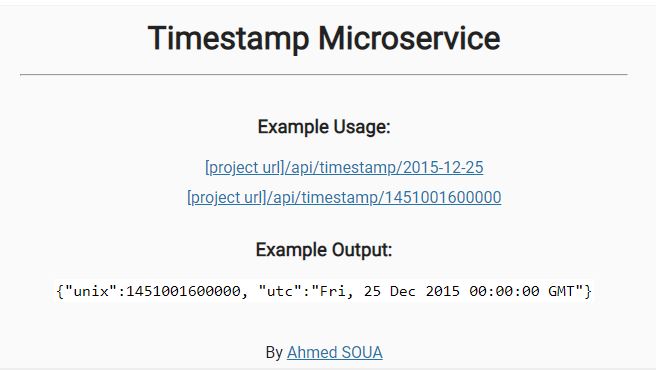 Timestamp Microservice
Example Usage:
[project url]/api/timestamp/2015-12-25
[project url]/api/timestamp/1451001600000
Example Output:
{"unix":1451001600000, "utc":"Fri, 25 Dec 2015 00:00:00 GMT"}
By Ahmed SOUA